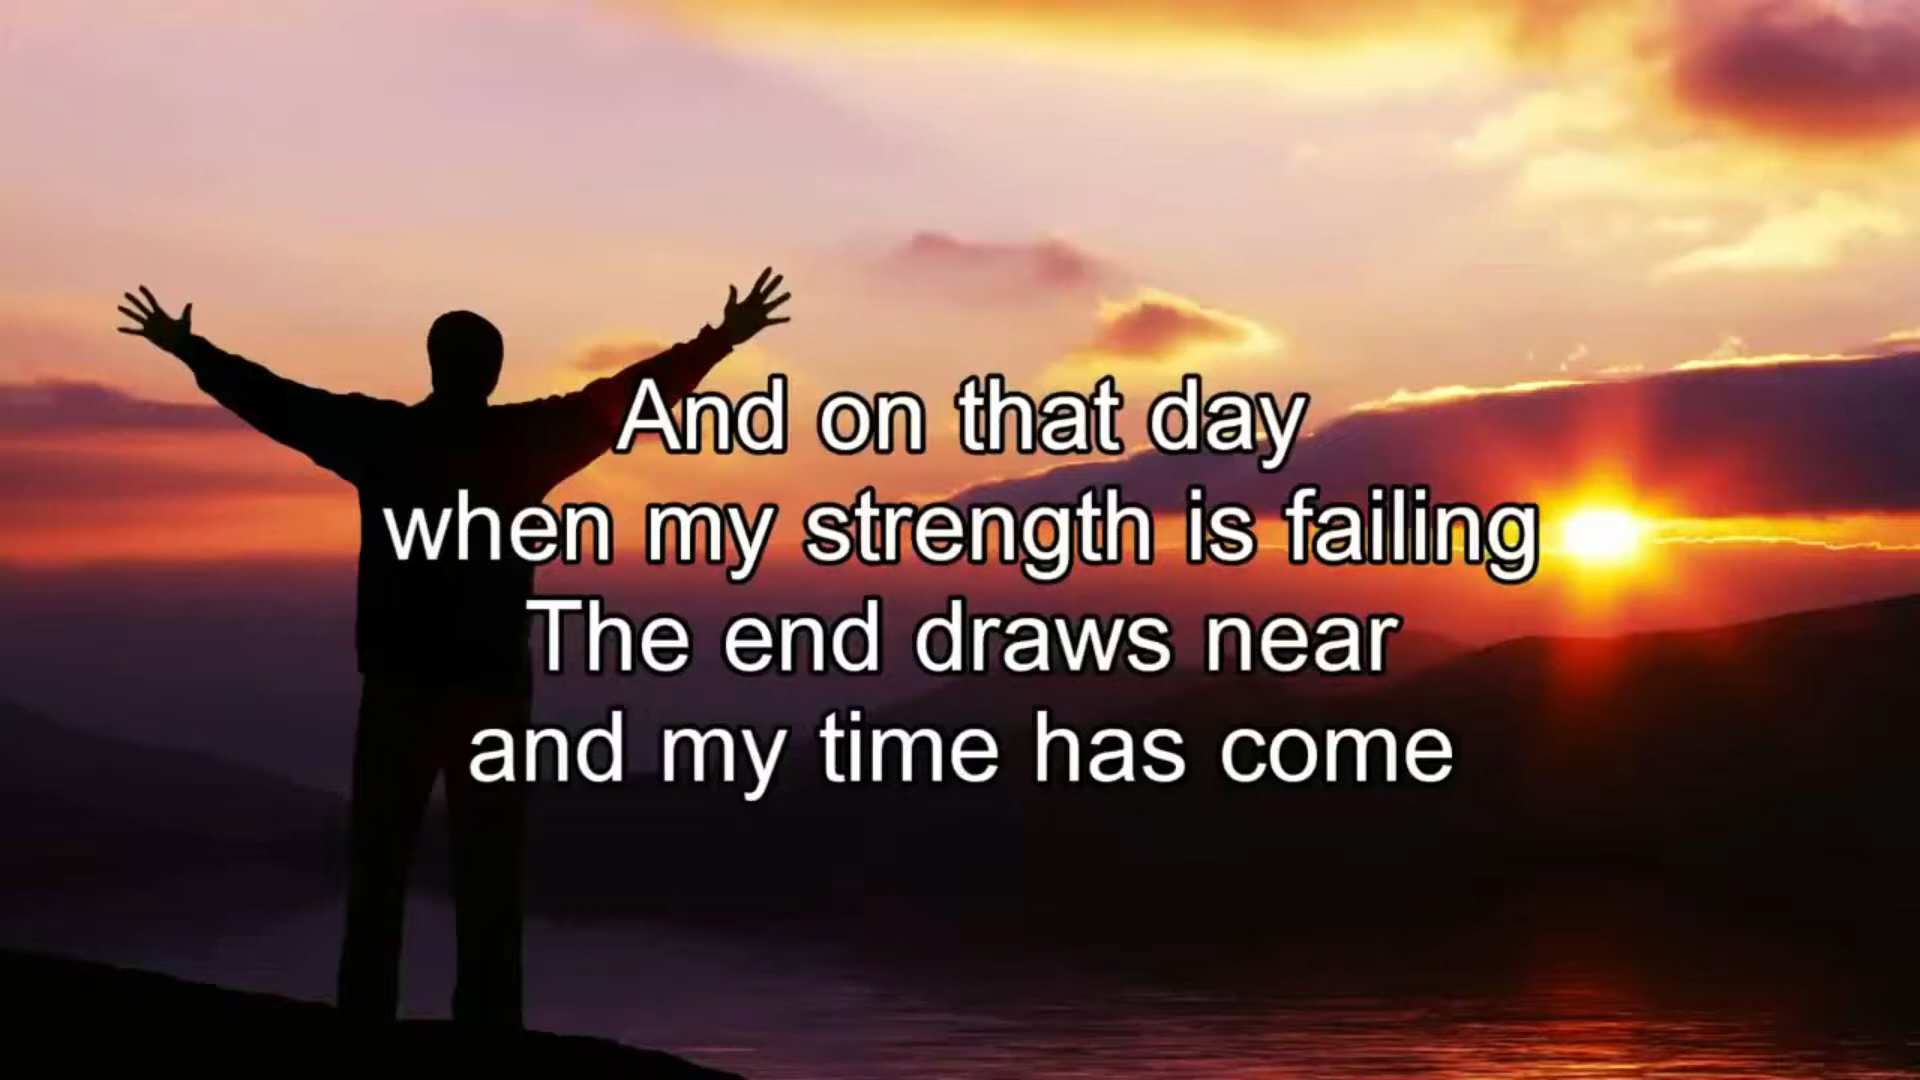 And on that day
when my strength is failing
The end draws near
and my time has come